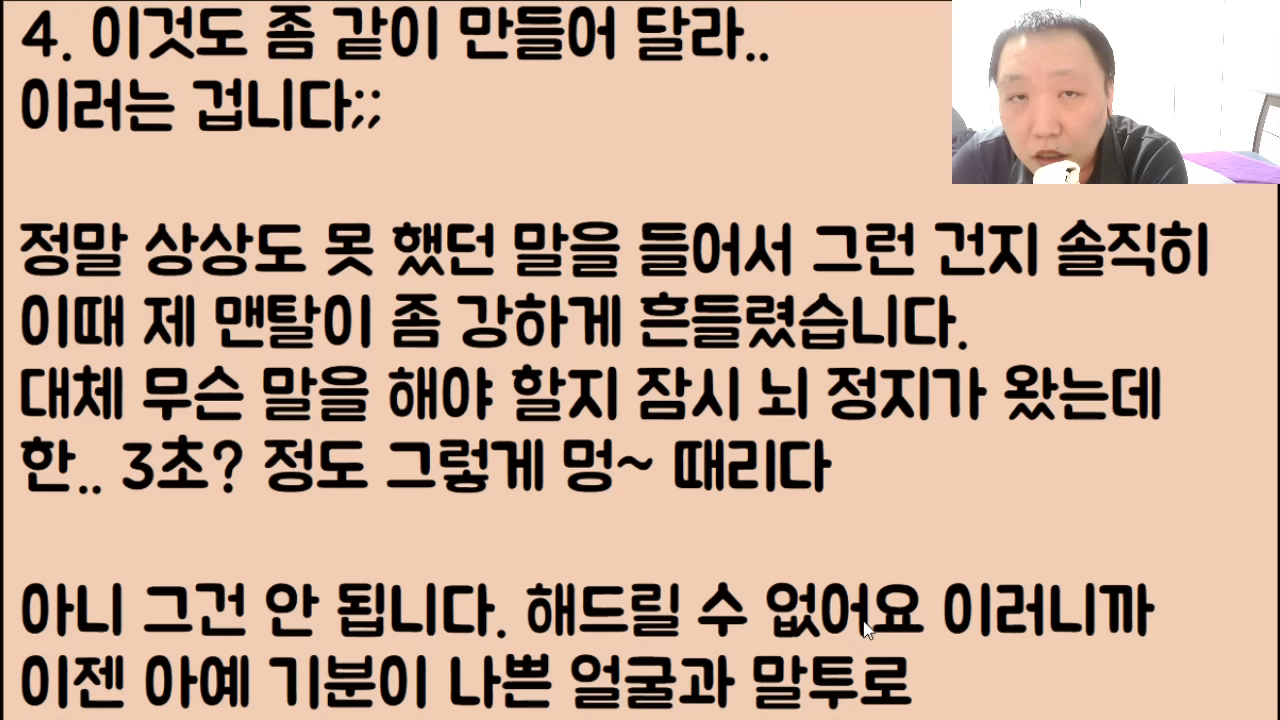 4. 이것도 좀 같이 만들어 달라..
이러는 겁니다;;
정말 상상도 못 했던 말을 들어서 그런 건지 솔직히
이때 제 맨탈이 좀 강하게 흔들렸습니다.
대체 무슨 말을 해야 할지 잠시 뇌 정지가 왔는데
한.. 3초? 정도 그렇게 멍~ 때리다
아니 그건 안 됩니다. 해드릴 수 없어요 이러니까
이젠 아예 기분이 나쁜 얼굴과 말투로